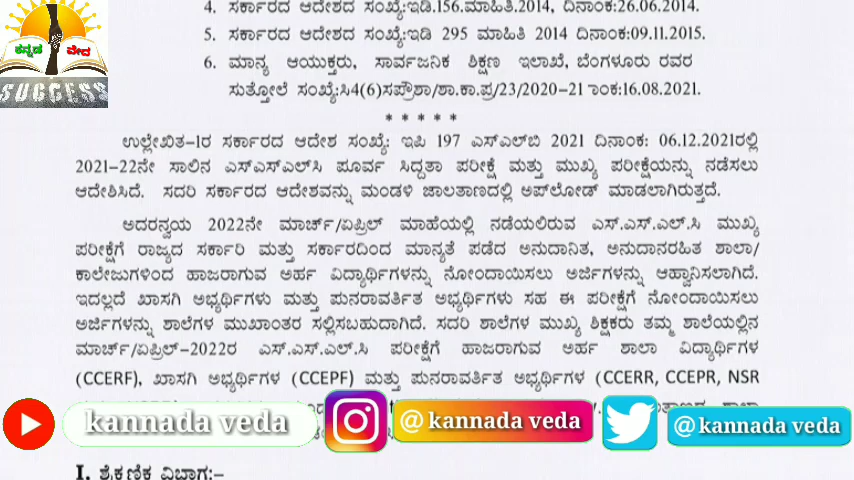 4. ಸರ್ಕಾರದ ಆದೇಶದ ಸಂಖ್ಯೆ:ಇಡಿ.156.ಮಾಹಿತಿ.2014, ದಿನಾಂಕ:26.06.2014.
5. ಸರ್ಕಾರದ ಆದೇಶದ ಸಂಖ್ಯೆ:ಇಡಿ 295 ಮಾಹಿತಿ 2014 ದಿನಾಂಕ:09.11.2015.
6. ಮಾನ್ಯ ಆಯುಕ್ತರು, ಸಾರ್ವಜನಿಕ ಶಿಕ್ಷಣ ಇಲಾಖೆ, ಬೆಂಗಳೂರು ರವರ
ಸುತ್ತೋಲೆ ಸಂಖ್ಯೆ:ಸಿ4(6)ಸಪ್ರೌಶಾ/ಶಾ.ಕಾ.ಪ್ರ/23/2020-21 ನಾಂಕ:16.08.2021.
ಕನ್ನಡ ವೇದ
SUCCESS
* * * * *
ಉಲ್ಲೇಖಿತ-1ರ ಸರ್ಕಾರದ ಆದೇಶ ಸಂಖ್ಯೆ: ಇಪಿ 197 ಎಸ್ಎಲ್‌ಬಿ 2021 ದಿನಾಂಕ: 06.12.2021ರಲ್ಲಿ
2021-22ನೇ ಸಾಲಿನ ಎಸ್ಎಸ್ಎಲ್‌ಸಿ ಪೂರ್ವ ಸಿದ್ದತಾ ಪರೀಕ್ಷೆ ಮತ್ತು ಮುಖ್ಯ ಪರೀಕ್ಷೆಯನ್ನು ನಡೆಸಲು
ಆದೇಶಿಸಿದೆ. ಸದರಿ ಸರ್ಕಾರದ ಆದೇಶವನ್ನು ಮಂಡಳಿ ಜಾಲತಾಣದಲ್ಲಿ ಅಪ್‌ಲೋಡ್ ಮಾಡಲಾಗಿರುತ್ತದೆ.
ಅದರನ್ವಯ 2022ನೇ ಮಾರ್ಚ್/ಏಪ್ರಿಲ್ ಮಾಹೆಯಲ್ಲಿ ನಡೆಯಲಿರುವ ಎಸ್.ಎಸ್.ಎಲ್.ಸಿ ಮುಖ್ಯ
ಪರೀಕ್ಷೆಗೆ ರಾಜ್ಯದ ಸರ್ಕಾರಿ ಮತ್ತು ಸರ್ಕಾರದಿಂದ ಮಾನ್ಯತೆ ಪಡೆದ ಅನುದಾನಿತ, ಅನುದಾನರಹಿತ ಶಾಲಾ/
ಕಾಲೇಜುಗಳಿಂದ ಹಾಜರಾಗುವ ಅರ್ಹ ವಿದ್ಯಾರ್ಥಿಗಳನ್ನು ನೋಂದಾಯಿಸಲು ಅರ್ಜಿಗಳನ್ನು ಆಹ್ವಾನಿಸಲಾಗಿದೆ.
ಇದಲ್ಲದೆ ಖಾಸಗಿ ಅಭ್ಯರ್ಥಿಗಳು ಮತ್ತು ಪುನರಾವರ್ತಿತ ಅಭ್ಯರ್ಥಿಗಳು ಸಹ ಈ ಪರೀಕ್ಷೆಗೆ ನೋಂದಾಯಿಸಲು
ಅರ್ಜಿಗಳನ್ನು ಶಾಲೆಗಳ ಮುಖಾಂತರ ಸಲ್ಲಿಸಬಹುದಾಗಿದೆ. ಸದರಿ ಶಾಲೆಗಳ ಮುಖ್ಯ ಶಿಕ್ಷಕರು ತಮ್ಮ ಶಾಲೆಯಲ್ಲಿನ
ಮಾರ್ಚ್/ಏಪ್ರಿಲ್-2022ರ ಎಸ್.ಎಸ್.ಎಲ್.ಸಿ ಪರೀಕ್ಷೆಗೆ ಹಾಜರಾಗುವ ಅರ್ಹ ಶಾಲಾ ವಿದ್ಯಾರ್ಥಿಗಳ
(CCERF), ಖಾಸಗಿ ಅಭ್ಯರ್ಥಿಗಳ (CCEPF) ಮತ್ತು ಪುನರಾವರ್ತಿತ ಅಭ್ಯರ್ಥಿಗಳ (CCERR, CCEPR, NSR
kannada veda
@ kannada veda
@ kannada veda
I. ಶೈಕ್ಷಣಿಕ ವಿಭಾಗ:-